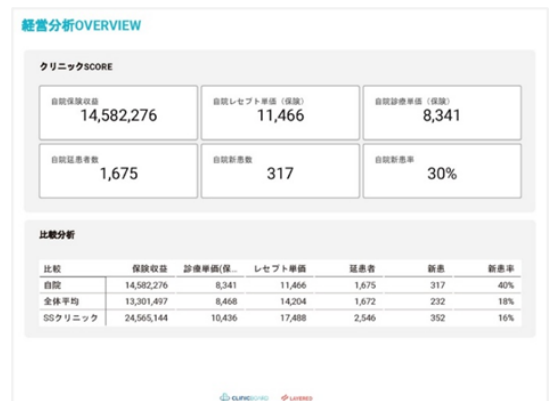 経営分析OVERVIEW
クリニックSCORE
自院保険収益 自院レセプト単価（保険） 自院診療単価（保険）
14,582,276 11,466 8,341
自院延患者数 自院新患数 自院新患率
1,675 317 30%
比較分析
比較 保険収益 診療単価(保... レセプト単価 延患者 新患 新患率
自院 14,582,276 8,341 11,466 1,675 317 40%
全体平均 13,301,497 8,468 14,204 1,672 232 18%
SSクリニック 24,565,144 10,436 17,488 2,546 352 16%
CLINICBOARD LAYERED